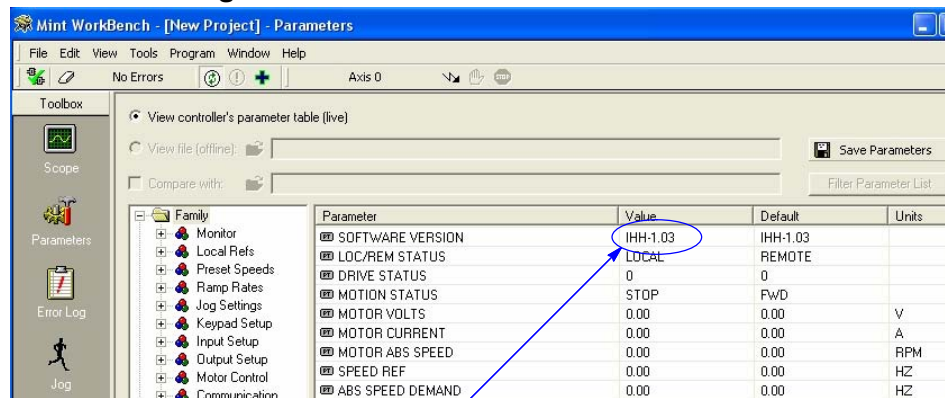 Mint WorkBench - [New Project] - Parameters
File Edit View Tools Program Window Help
No Errors Axis 0
Toolbox
View controller's parameter table (live)
View file (offline):
Save Parameters
Scope
Compare with:
Filter Parameter List
Parameters
Error Log
Jog
Family
Monitor
Local Refs
Preset Speeds
Ramp Rates
Jog Settings
Keypad Setup
Input Setup
Output Setup
Motor Control
Communication
Parameter Value Default Units
SOFTWARE VERSION IHH-1.03 IHH-1.03
LOC/REM STATUS LOCAL REMOTE
DRIVE STATUS 0 0
MOTION STATUS STOP FWD
MOTOR VOLTS 0.00 0.00 V
MOTOR CURRENT 0.00 0.00 A
MOTOR ABS SPEED 0.00 0.00 RPM
SPEED REF 0.00 0.00 HZ
ABS SPEED DEMAND 0.00 0.00 HZ